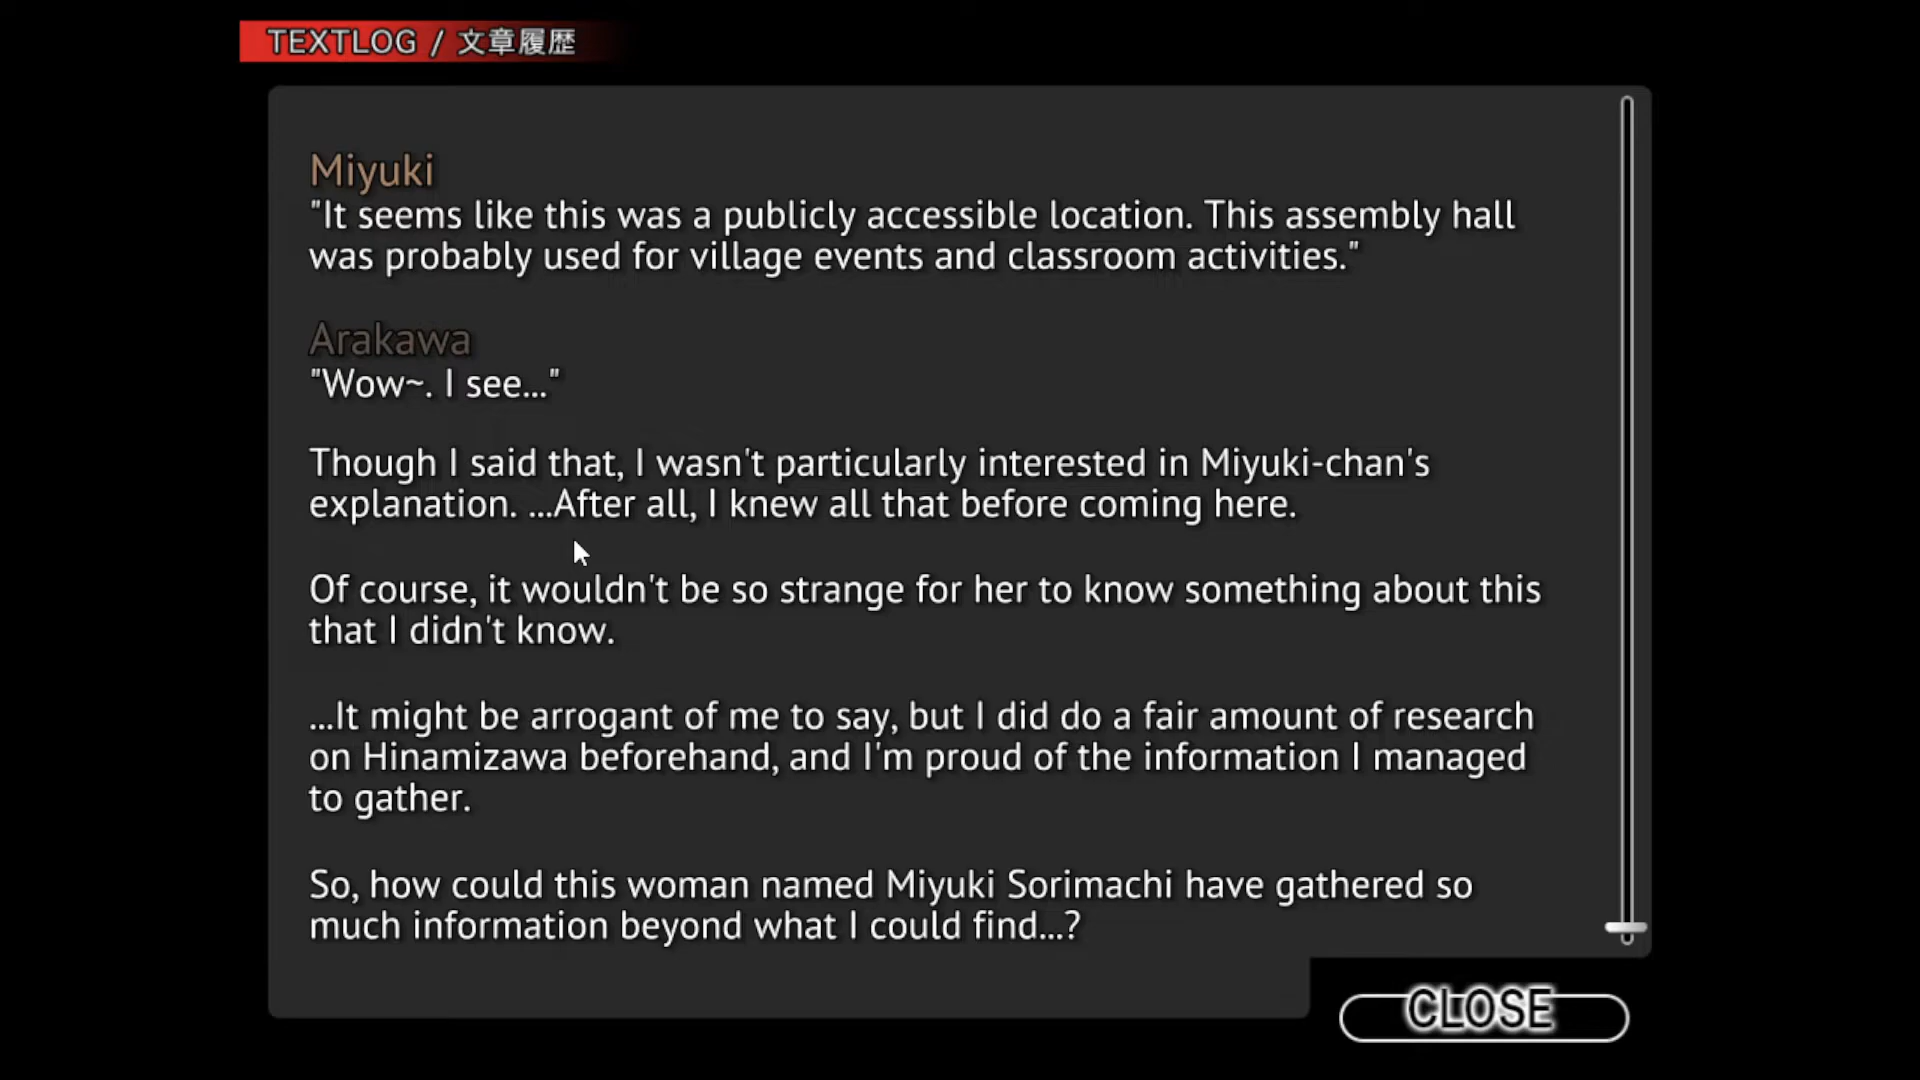 TEXTLOG / 文章履歴
Miyuki
"It seems like this was a publicly accessible location. This assembly hall
was probably used for village events and classroom activities."
Arakawa
"Wow~. I see..."
Though I said that, I wasn't particularly interested in Miyuki-chan's
explanation. ...After all, I knew all that before coming here.
Of course, it wouldn't be so strange for her to know something about this
that I didn't know.
...It might be arrogant of me to say, but I did do a fair amount of research
on Hinamizawa beforehand, and I'm proud of the information I managed
to gather.
So, how could this woman named Miyuki Sorimachi have gathered so
much information beyond what I could find...?
CLOSE